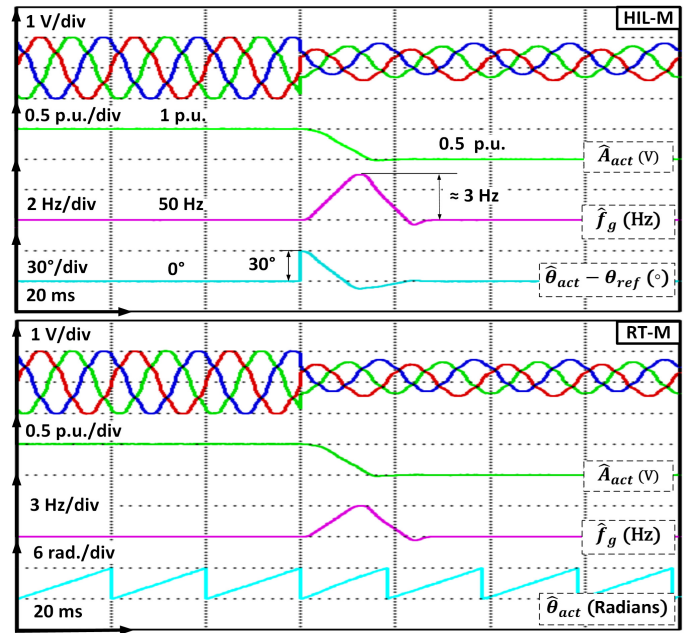 1 V/div
HIL-M
0.5 p.u./div
1 p.u.
0.5 p.u.
Â_act (V)
2 Hz/div
50 Hz
≈ 3 Hz
f̂_g (Hz)
30°/div
0°
30°
θ̂_act − θ_ref (°)
20 ms
1 V/div
RT-M
0.5 p.u./div
Â_act (V)
3 Hz/div
f̂_g (Hz)
6 rad./div
20 ms
θ̂_act (Radians)